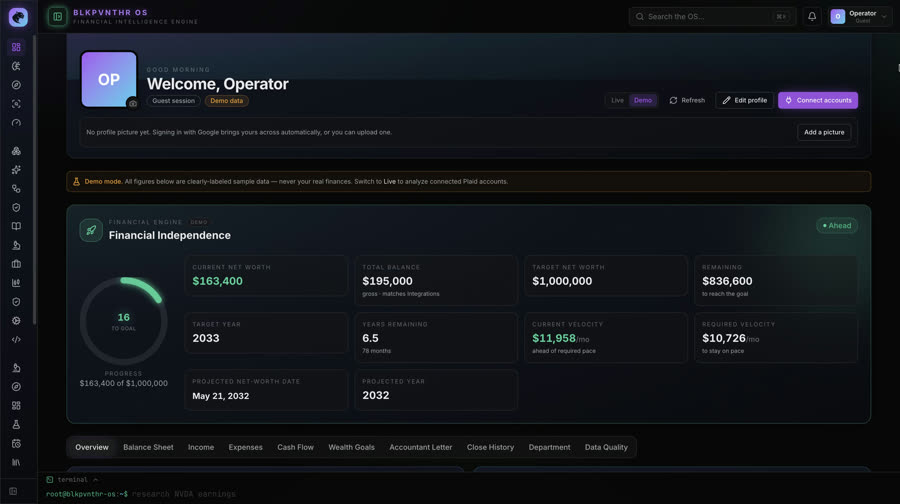 BLKPVNTHR OS
FINANCIAL INTELLIGENCE ENGINE
Search the OS...
⌘K
O
Operator
Guest
OP
GOOD MORNING
Welcome, Operator
Guest session
Demo data
Live
Demo
Refresh
Edit profile
Connect accounts
No profile picture yet. Signing in with Google brings yours across automatically, or you can upload one.
Add a picture
Demo mode. All figures below are clearly-labeled sample data — never your real finances. Switch to Live to analyze connected Plaid accounts.
FINANCIAL ENGINE · DEMO
Financial Independence
Ahead
16
TO GOAL
PROGRESS
$163,400 of $1,000,000
CURRENT NET WORTH
$163,400
TOTAL BALANCE
$195,000
gross · matches Integrations
TARGET NET WORTH
$1,000,000
REMAINING
$836,600
to reach the goal
TARGET YEAR
2033
YEARS REMAINING
6.5
78 months
CURRENT VELOCITY
$11,958/mo
ahead of required pace
REQUIRED VELOCITY
$10,726/mo
to stay on pace
PROJECTED NET-WORTH DATE
May 21, 2032
PROJECTED YEAR
2032
Overview
Balance Sheet
Income
Expenses
Cash Flow
Wealth Goals
Accountant Letter
Close History
Department
Data Quality
terminal
root@blkpvnthr-os:~$ research NVDA earnings